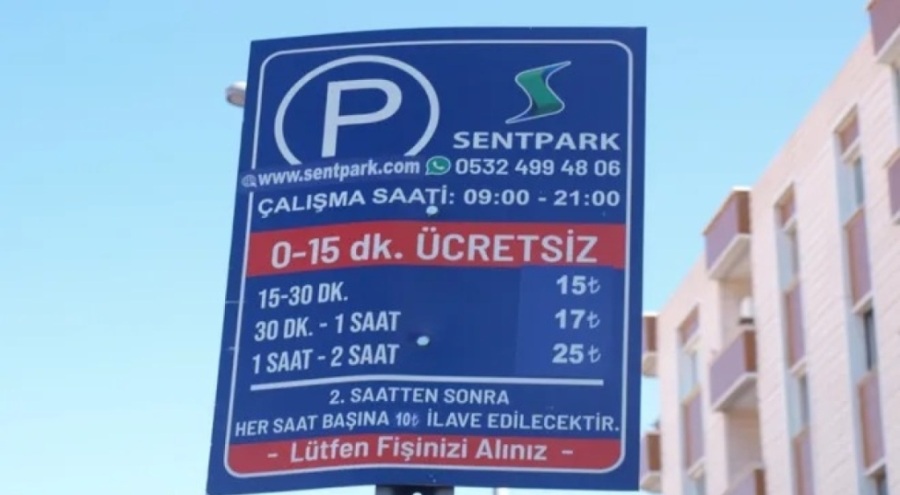 P
SENTPARK
www.sentpark.com 0532 499 48 06
ÇALIŞMA SAATİ: 09:00 - 21:00
0-15 dk. ÜCRETSİZ
15-30 DK. 15₺
30 DK. - 1 SAAT 17₺
1 SAAT - 2 SAAT 25₺
2. SAATTEN SONRA
HER SAAT BAŞINA 10₺ İLAVE EDİLECEKTİR.
- Lütfen Fişinizi Alınız -